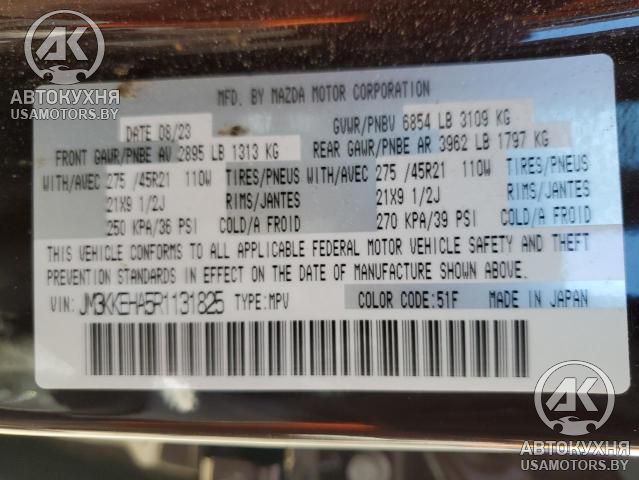 AK
АВТОКУХНЯ
USAMOTORS.BY
MFD. BY MAZDA MOTOR CORPORATION
DATE 08/23 GVWR/PNBV 6854 LB 3109 KG
FRONT GAWR/PNBE AV 2895 LB 1313 KG REAR GAWR/PNBE AR 3962 LB 1797 KG
WITH/AVEC 275 /45R21 110W TIRES/PNEUS WITH/AVEC 275 /45R21 110W TIRES/PNEUS
21X9 1/2J RIMS/JANTES 21X9 1/2J RIMS/JANTES
250 KPA/36 PSI COLD/A FROID 270 KPA/39 PSI COLD/A FROID
THIS VEHICLE CONFORMS TO ALL APPLICABLE FEDERAL MOTOR VEHICLE SAFETY AND THEFT
PREVENTION STANDARDS IN EFFECT ON THE DATE OF MANUFACTURE SHOWN ABOVE.
VIN: JM3KKEHA5R1131825 TYPE:MPV COLOR CODE:51F MADE IN JAPAN
AK
АВТОКУХНЯ
USAMOTORS.BY